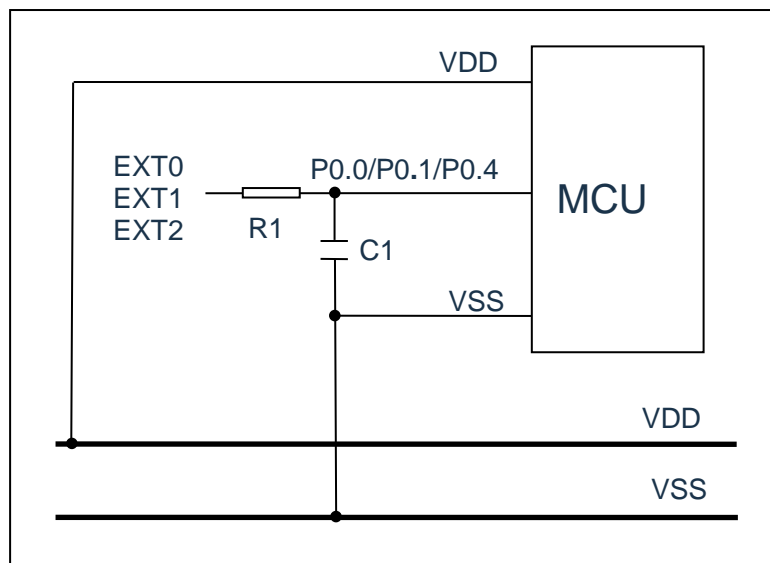 VDD
EXT0
P0.0/P0.1/P0.4
EXT1
MCU
EXT2
R1
C1
VSS
VDD
VSS